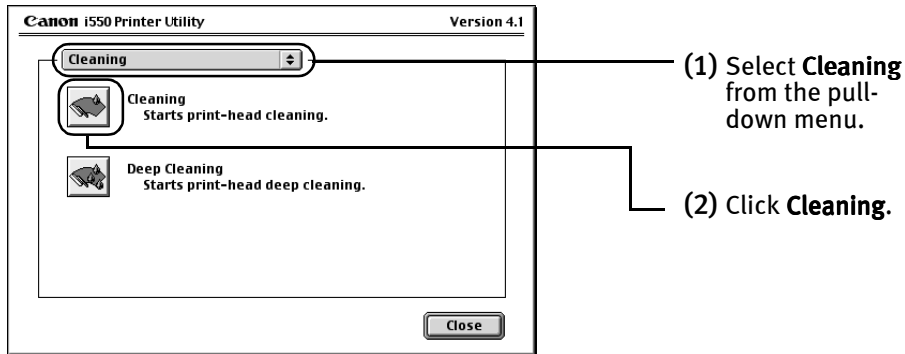 Canon i550 Printer Utility
Version 4.1
Cleaning
Cleaning
Starts print-head cleaning.
Deep Cleaning
Starts print-head deep cleaning.
Close
(1) Select Cleaning
from the pull-
down menu.
(2) Click Cleaning.